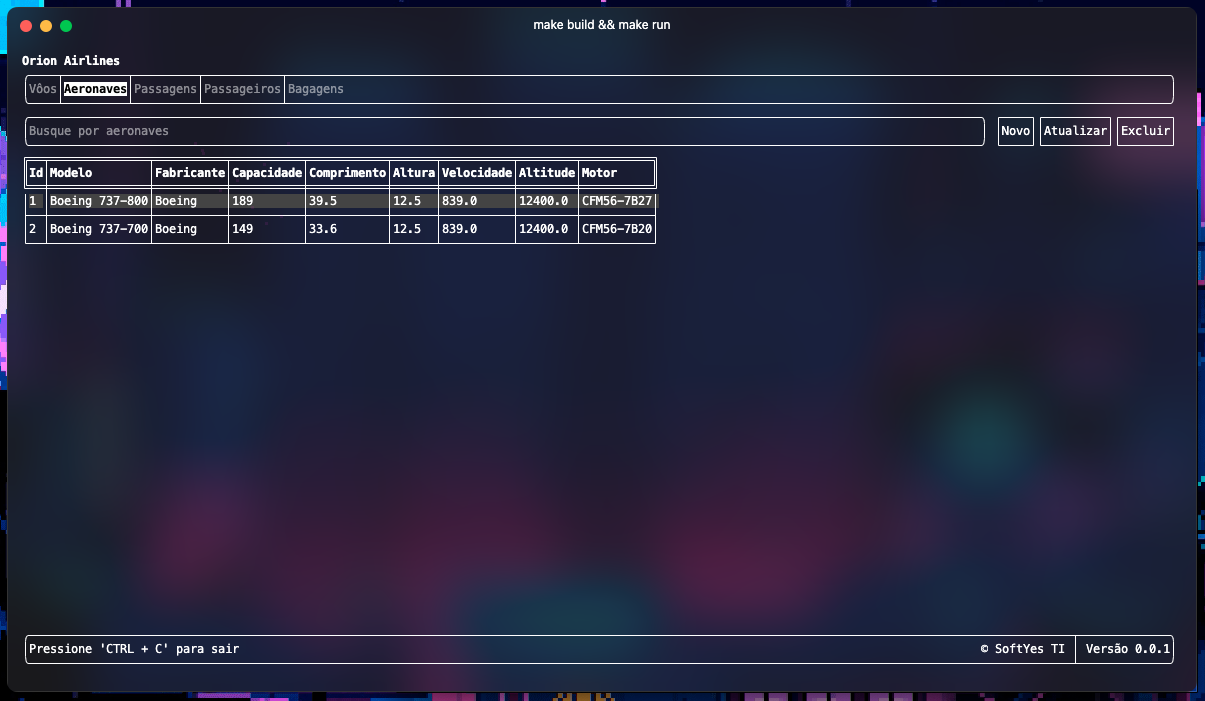 make build && make run
Orion Airlines
Vôos Aeronaves Passagens Passageiros Bagagens
Busque por aeronaves Novo Atualizar Excluir
Id Modelo Fabricante Capacidade Comprimento Altura Velocidade Altitude Motor
1 Boeing 737-800 Boeing 189 39.5 12.5 839.0 12400.0 CFM56-7B27
2 Boeing 737-700 Boeing 149 33.6 12.5 839.0 12400.0 CFM56-7B20
Pressione 'CTRL + C' para sair © SoftYes TI Versão 0.0.1